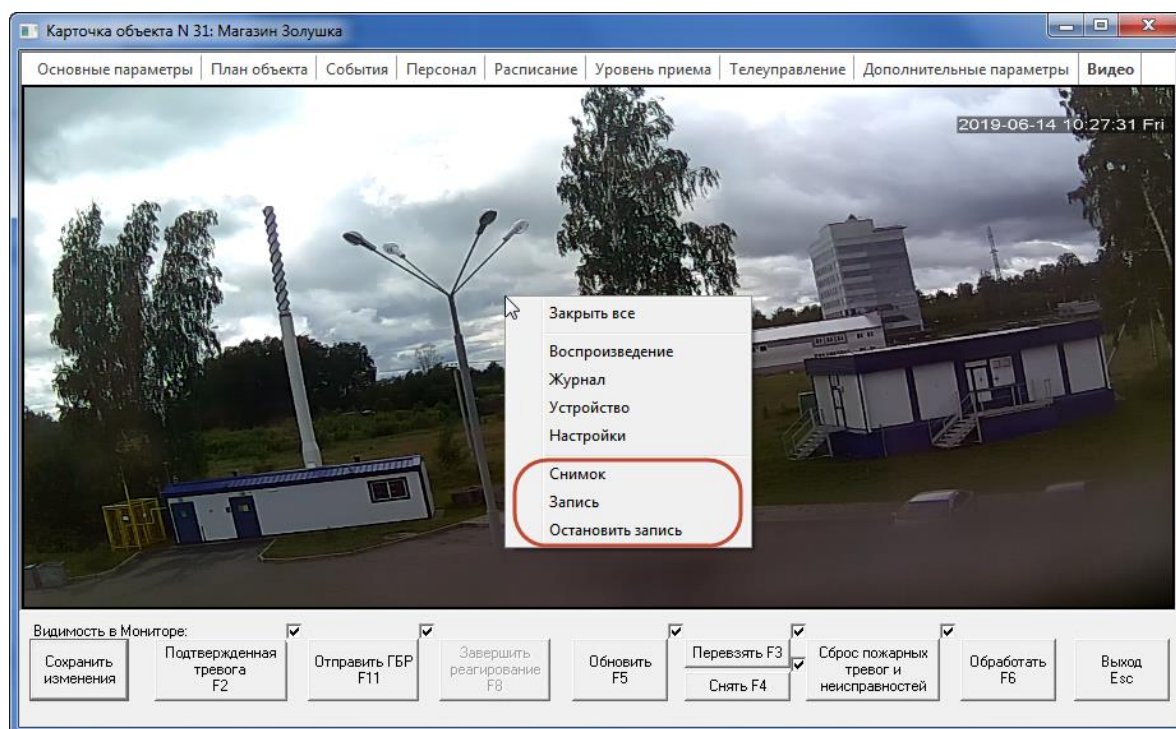 Карточка объекта N 31: Магазин Золушка
Основные параметры План объекта События Персонал Расписание Уровень приема Телеуправление Дополнительные параметры Видео
2019-06-14 10:27:31 Fri
Закрыть все
Воспроизведение
Журнал
Устройство
Настройки
Снимок
Запись
Остановить запись
Видимость в Мониторе:
Сохранить
изменения
Подтвержденная
тревога
F2
Отправить ГБР
F11
Завершить
реагирование
F8
Обновить
F5
Перевзять F3
Снять F4
Сброс пожарных
тревог и
неисправностей
Обработать
F6
Выход
Esc